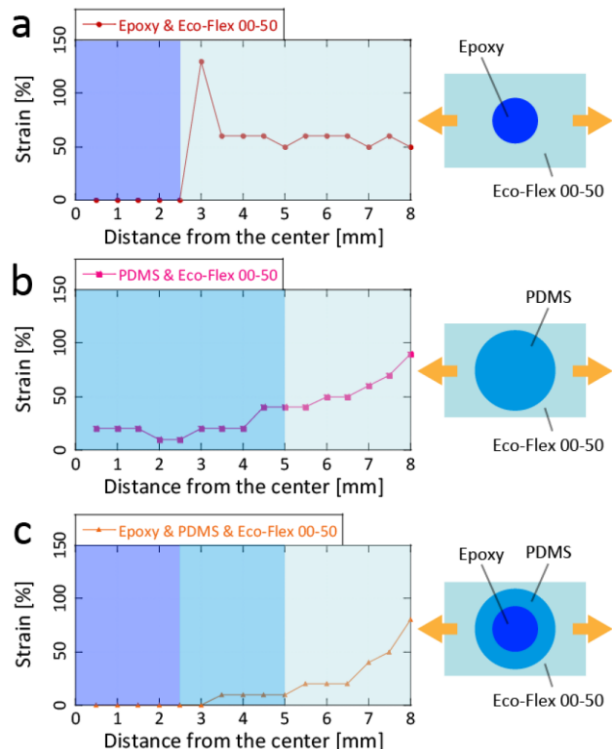 a
Epoxy & Eco-Flex 00-50
Strain [%]
150
100
50
0
0 1 2 3 4 5 6 7 8
Distance from the center [mm]
Epoxy
Eco-Flex 00-50
b
PDMS & Eco-Flex 00-50
Strain [%]
150
100
50
0
0 1 2 3 4 5 6 7 8
Distance from the center [mm]
PDMS
Eco-Flex 00-50
c
Epoxy & PDMS & Eco-Flex 00-50
Strain [%]
150
100
50
0
0 1 2 3 4 5 6 7 8
Distance from the center [mm]
Epoxy PDMS
Eco-Flex 00-50